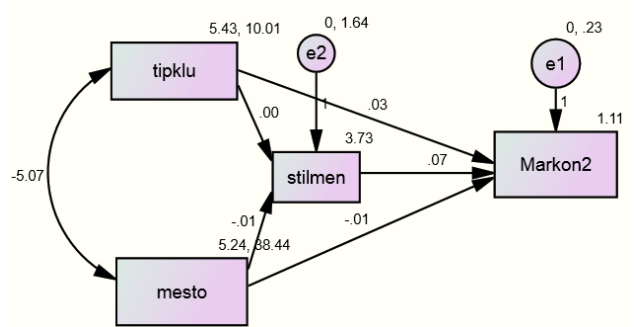 5.43, 10.01
0, 1.64
0, .23
tipklu
e2
e1
1
1
.03
.00
3.73
1.11
-5.07
stilmen
.07
Markon2
-.01
-.01
5.24, 38.44
mesto